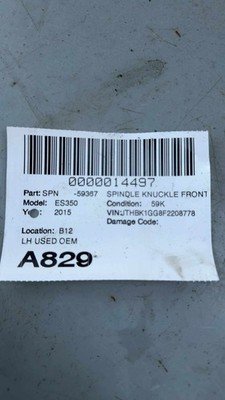 0000014497
Part: SPN -59367 SPINDLE KNUCKLE FRONT
Model: ES350 Condition: 59K
2015 VIN:JTHBK1GG8F2208778
Damage Code:
Location: B12
LH USED OEM
A829